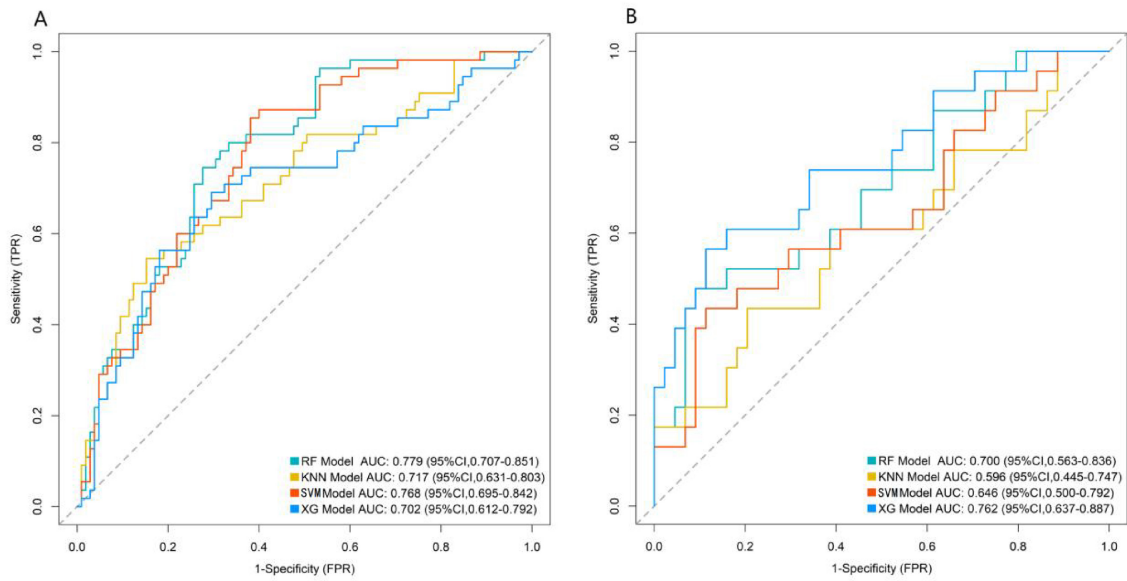 A
Sensitivity (TPR)
1.0
0.8
0.6
0.4
0.2
0.0
RF Model AUC: 0.779 (95%CI,0.707-0.851)
KNN Model AUC: 0.717 (95%CI,0.631-0.803)
SVM Model AUC: 0.768 (95%CI,0.695-0.842)
XG Model AUC: 0.702 (95%CI,0.612-0.792)
0.0 0.2 0.4 0.6 0.8 1.0
1-Specificity (FPR)
B
Sensitivity (TPR)
1.0
0.8
0.6
0.4
0.2
0.0
RF Model AUC: 0.700 (95%CI,0.563-0.836)
KNN Model AUC: 0.596 (95%CI,0.445-0.747)
SVM Model AUC: 0.646 (95%CI,0.500-0.792)
XG Model AUC: 0.762 (95%CI,0.637-0.887)
0.0 0.2 0.4 0.6 0.8 1.0
1-Specificity (FPR)